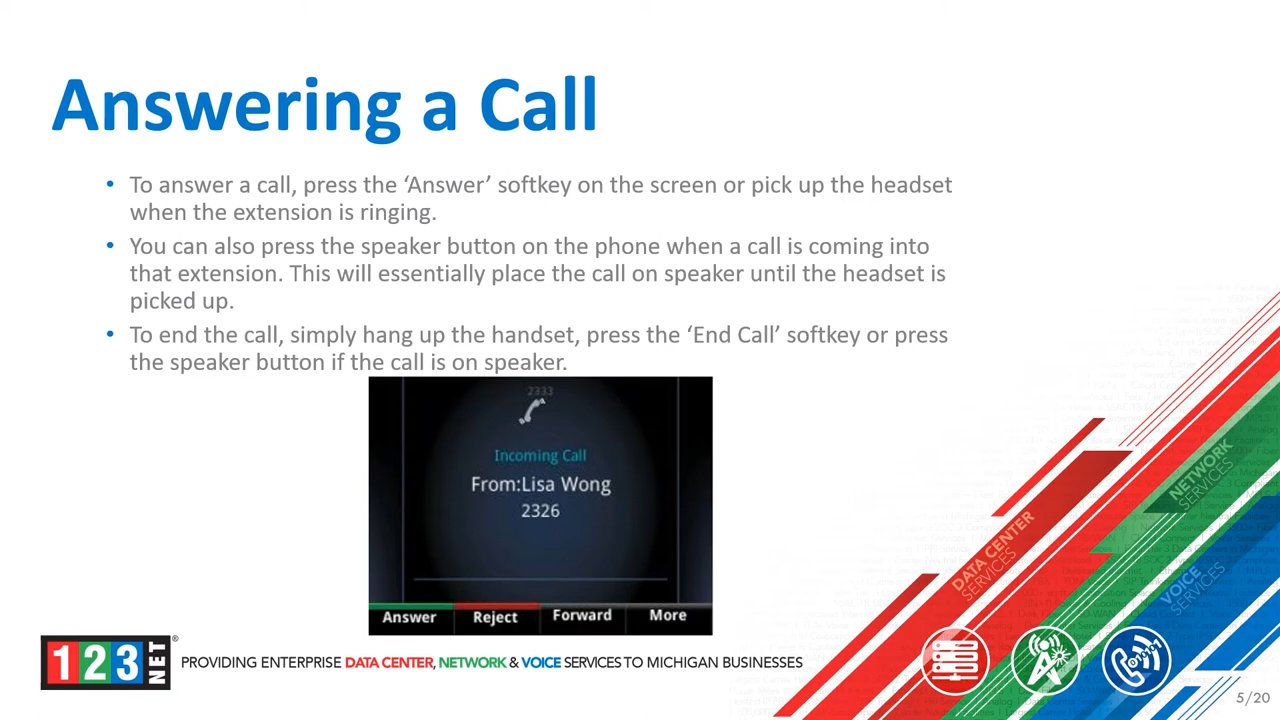 Answering a Call
• To answer a call, press the ‘Answer’ softkey on the screen or pick up the headset
when the extension is ringing.
• You can also press the speaker button on the phone when a call is coming into
that extension. This will essentially place the call on speaker until the headset is
picked up.
• To end the call, simply hang up the handset, press the ‘End Call’ softkey or press
the speaker button if the call is on speaker.
2333
Incoming Call
From:Lisa Wong
2326
Answer Reject Forward More
DATA CENTER
SERVICES
NETWORK
SERVICES
VOICE
SERVICES
123 NET®
PROVIDING ENTERPRISE DATA CENTER, NETWORK & VOICE SERVICES TO MICHIGAN BUSINESSES
5/20